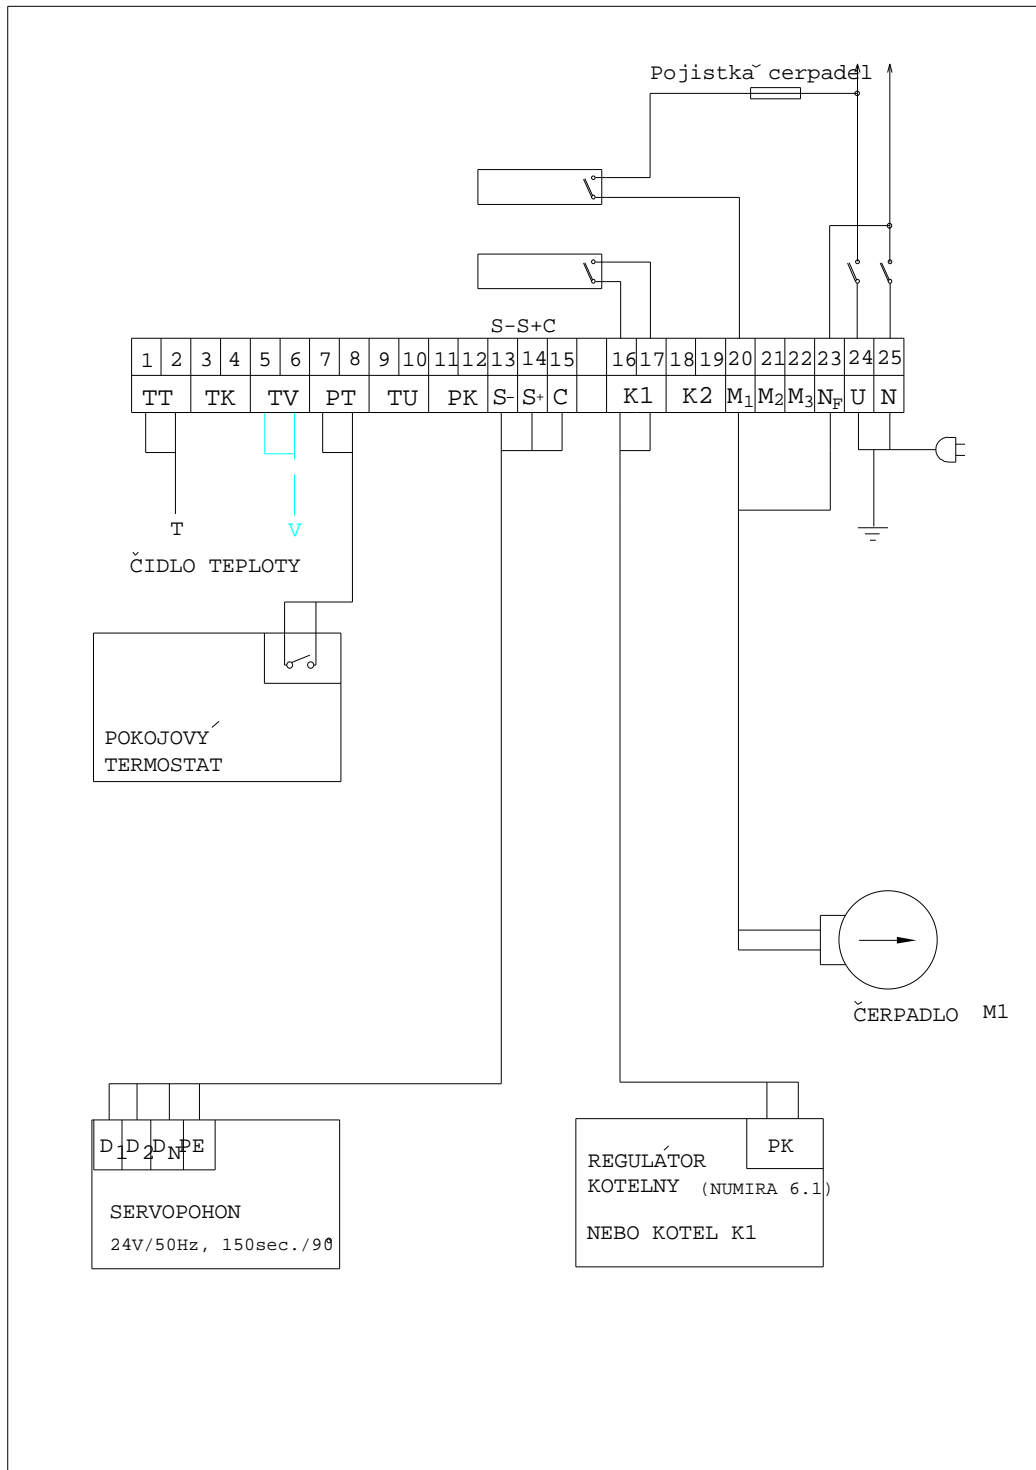 Pojistka čerpadel
S-S+C
1 2 3 4 5 6 7 8 9 10 11 12 13 14 15 16 17 18 19 20 21 22 23 24 25
TT TK TV PT TU PK S- S+ C K1 K2 M1 M2 M3 NF U N
T
V
ČIDLO TEPLOTY
POKOJOVÝ
TERMOSTAT
ČERPADLO M1
D1 D2 DN PE
SERVOPOHON
24V/50Hz, 150sec./90°
PK
REGULÁTOR
KOTELNY (NUMIRA 6.1)
NEBO KOTEL K1